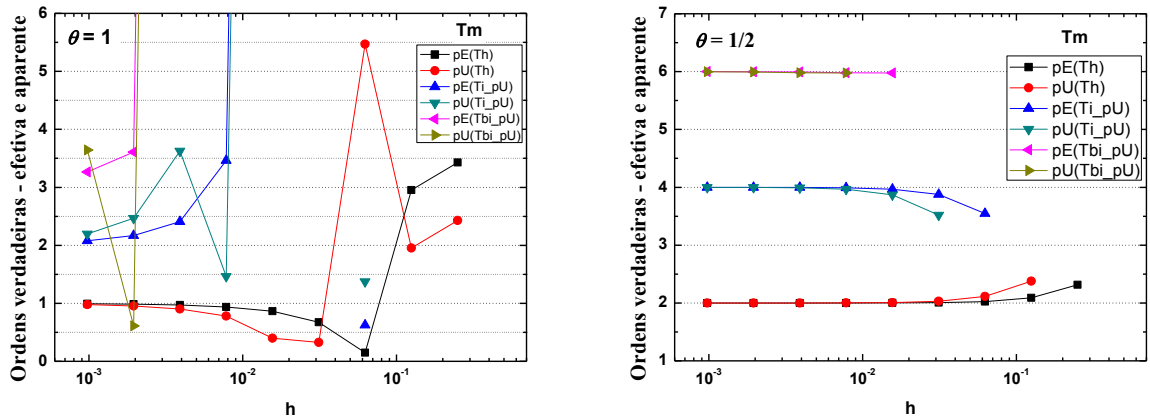 Ordens verdadeiras - efetiva e aparente
6
5
4
3
2
1
0
θ = 1
Tm
pE(Th)
pU(Th)
pE(Ti_pU)
pU(Ti_pU)
pE(Tbi_pU)
pU(Tbi_pU)
10⁻³
10⁻²
10⁻¹
h
Ordens verdadeiras - efetiva e aparente
7
6
5
4
3
2
1
θ = 1/2
Tm
pE(Th)
pU(Th)
pE(Ti_pU)
pU(Ti_pU)
pE(Tbi_pU)
pU(Tbi_pU)
10⁻³
10⁻²
10⁻¹
h